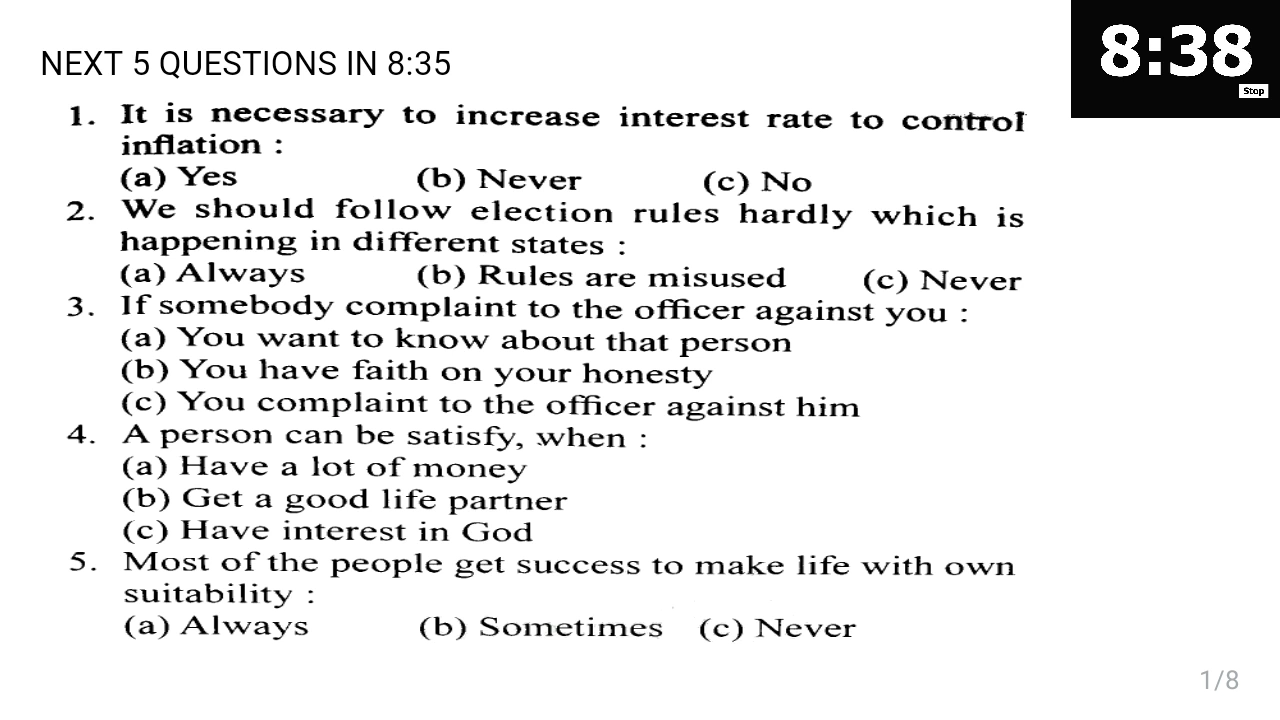 NEXT 5 QUESTIONS IN 8:35
8:38
Stop
1. It is necessary to increase interest rate to control
inflation :
(a) Yes (b) Never (c) No
2. We should follow election rules hardly which is
happening in different states :
(a) Always (b) Rules are misused (c) Never
3. If somebody complaint to the officer against you :
(a) You want to know about that person
(b) You have faith on your honesty
(c) You complaint to the officer against him
4. A person can be satisfy, when :
(a) Have a lot of money
(b) Get a good life partner
(c) Have interest in God
5. Most of the people get success to make life with own
suitability :
(a) Always (b) Sometimes (c) Never
1/8